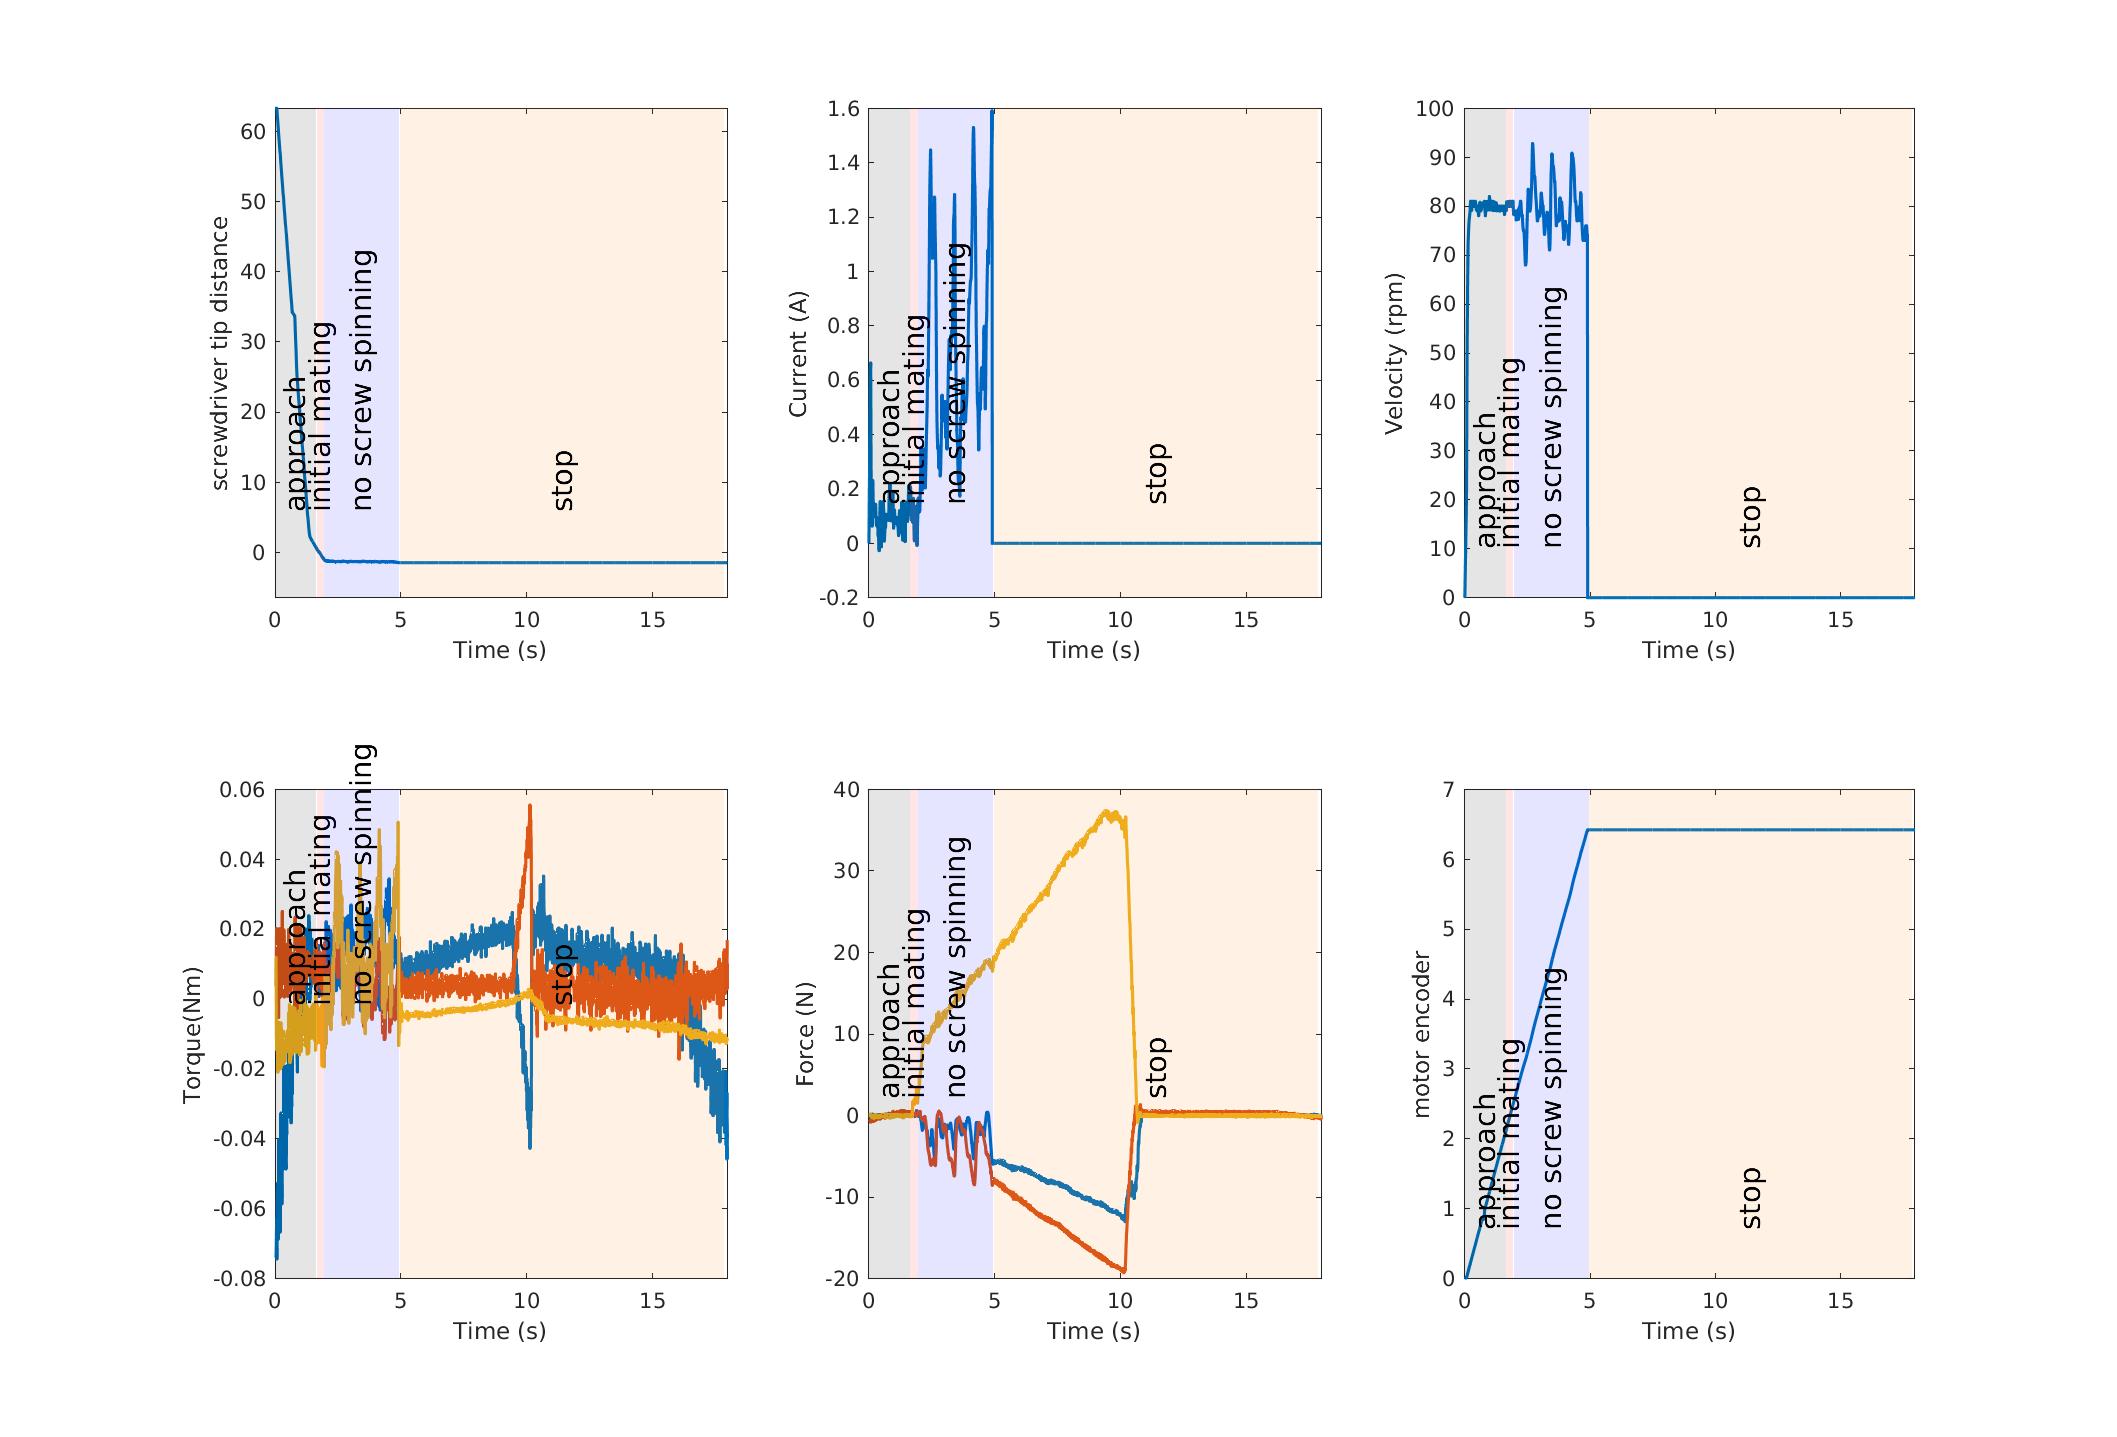 60
50
40
30
20
10
0
screwdriver tip distance
approach
initial mating
no screw spinning
stop
0 5 10 15
Time (s)
1.6
1.4
1.2
1
0.8
0.6
0.4
0.2
0
-0.2
Current (A)
approach
initial mating
no screw spinning
stop
0 5 10 15
Time (s)
100
90
80
70
60
50
40
30
20
10
0
Velocity (rpm)
approach
initial mating
no screw spinning
stop
0 5 10 15
Time (s)
0.06
0.04
0.02
0
-0.02
-0.04
-0.06
-0.08
Torque(Nm)
approach
initial mating
no screw spinning
stop
0 5 10 15
Time (s)
40
30
20
10
0
-10
-20
Force (N)
approach
initial mating
no screw spinning
stop
0 5 10 15
Time (s)
7
6
5
4
3
2
1
0
motor encoder
approach
initial mating
no screw spinning
stop
0 5 10 15
Time (s)